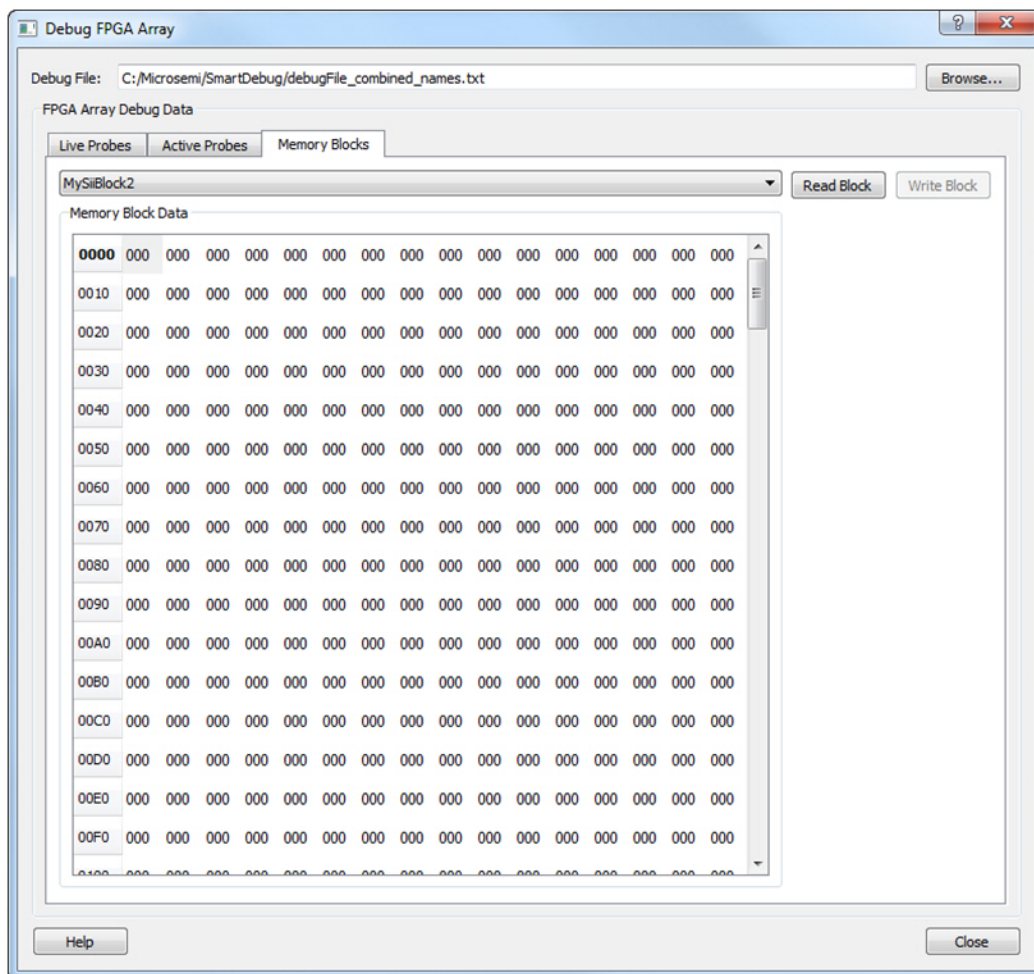 Debug FPGA Array
Debug File: C:/Microsemi/SmartDebug/debugFile_combined_names.txt Browse...
FPGA Array Debug Data
Live Probes Active Probes Memory Blocks
MySiiBlock2 Read Block Write Block
Memory Block Data
0000 000 000 000 000 000 000 000 000 000 000 000 000 000 000 000 000
0010 000 000 000 000 000 000 000 000 000 000 000 000 000 000 000 000
0020 000 000 000 000 000 000 000 000 000 000 000 000 000 000 000 000
0030 000 000 000 000 000 000 000 000 000 000 000 000 000 000 000 000
0040 000 000 000 000 000 000 000 000 000 000 000 000 000 000 000 000
0050 000 000 000 000 000 000 000 000 000 000 000 000 000 000 000 000
0060 000 000 000 000 000 000 000 000 000 000 000 000 000 000 000 000
0070 000 000 000 000 000 000 000 000 000 000 000 000 000 000 000 000
0080 000 000 000 000 000 000 000 000 000 000 000 000 000 000 000 000
0090 000 000 000 000 000 000 000 000 000 000 000 000 000 000 000 000
00A0 000 000 000 000 000 000 000 000 000 000 000 000 000 000 000 000
00B0 000 000 000 000 000 000 000 000 000 000 000 000 000 000 000 000
00C0 000 000 000 000 000 000 000 000 000 000 000 000 000 000 000 000
00D0 000 000 000 000 000 000 000 000 000 000 000 000 000 000 000 000
00E0 000 000 000 000 000 000 000 000 000 000 000 000 000 000 000 000
00F0 000 000 000 000 000 000 000 000 000 000 000 000 000 000 000 000
Help Close